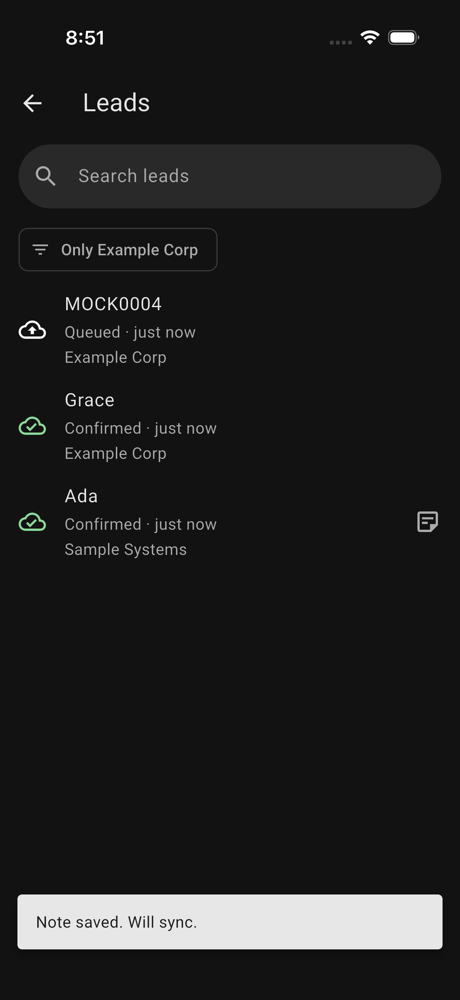 8:51
Leads
Search leads
Only Example Corp
MOCK0004
Queued · just now
Example Corp
Grace
Confirmed · just now
Example Corp
Ada
Confirmed · just now
Sample Systems
Note saved. Will sync.